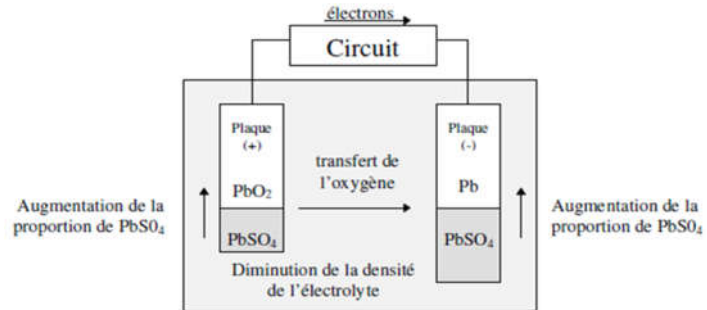 électrons
Circuit
Plaque
(+)
PbO₂
PbSO₄
transfert de
l'oxygène
Plaque
(-)
Pb
PbSO₄
Augmentation de la
proportion de PbS0₄
Augmentation de la
proportion de PbS0₄
Diminution de la densité
de l'électrolyte